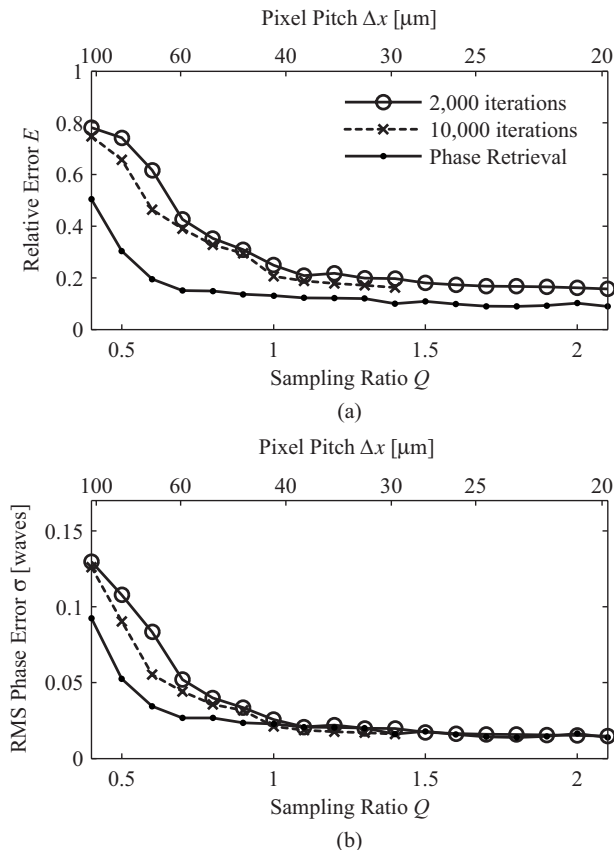 Pixel Pitch Δx [μm]
100 60 40 30 25 20
1
0.8
0.6
0.4
0.2
0
Relative Error E
2,000 iterations
10,000 iterations
Phase Retrieval
0.5 1 1.5 2
Sampling Ratio Q
(a)
Pixel Pitch Δx [μm]
100 60 40 30 25 20
0.15
0.1
0.05
0
RMS Phase Error σ [waves]
0.5 1 1.5 2
Sampling Ratio Q
(b)